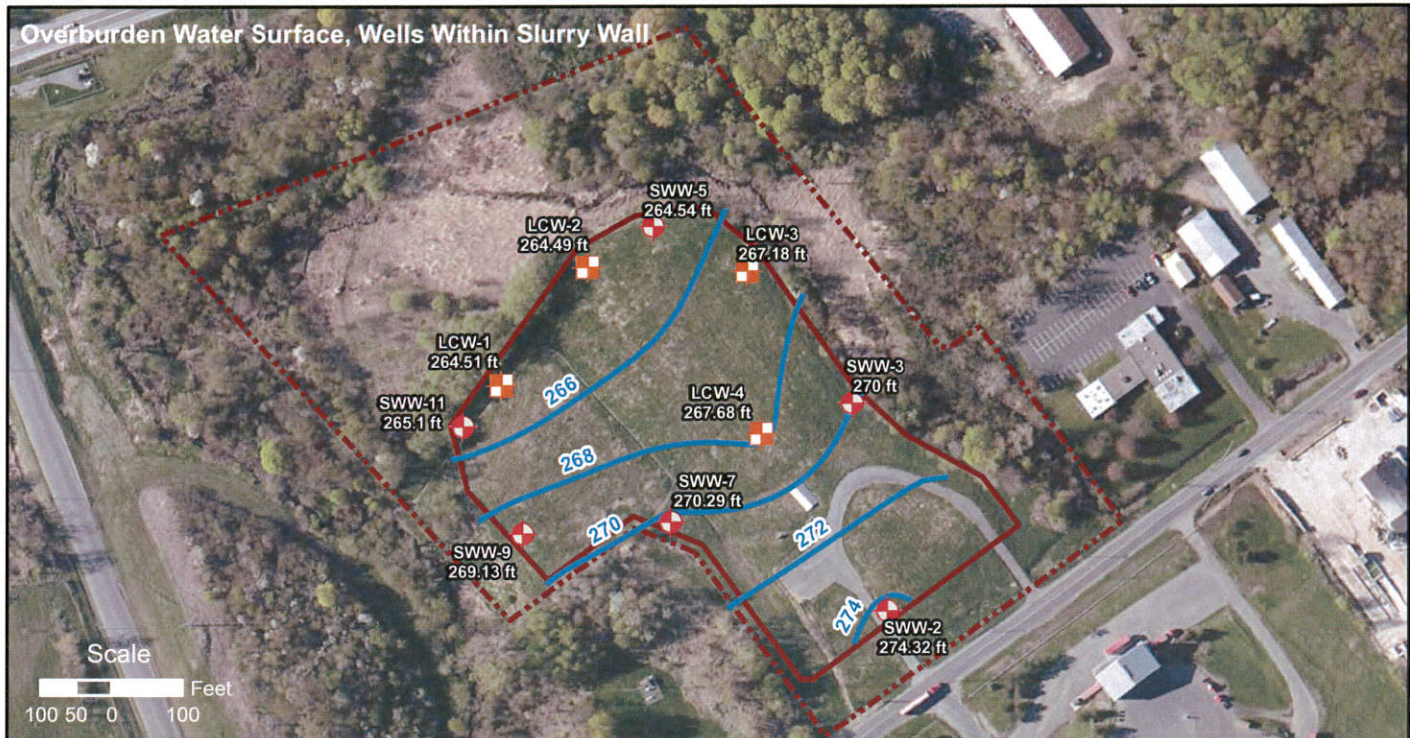 Overburden Water Surface, Wells Within Slurry Wall
SWW-5
264.54 ft
LCW-2
264.49 ft
LCW-3
267.18 ft
LCW-1
264.51 ft
SWW-3
270 ft
266
LCW-4
267.68 ft
SWW-11
265.1 ft
268
SWW-7
270.29 ft
270
272
SWW-9
269.13 ft
274
SWW-2
274.32 ft
Scale
Feet
100 50 0 100